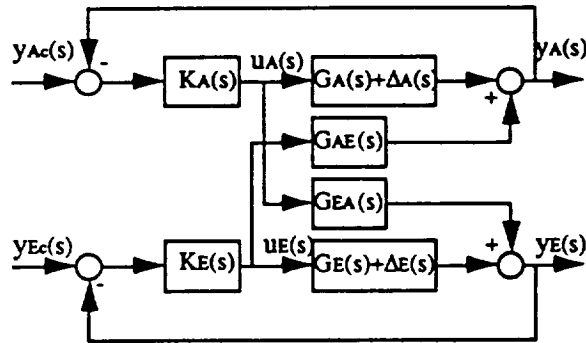 yAc(s) - KA(s) uA(s) GA(s)+ΔA(s) + yA(s)
GAE(s)
GEA(s)
yEc(s) - KE(s) uE(s) GE(s)+ΔE(s) + yE(s)